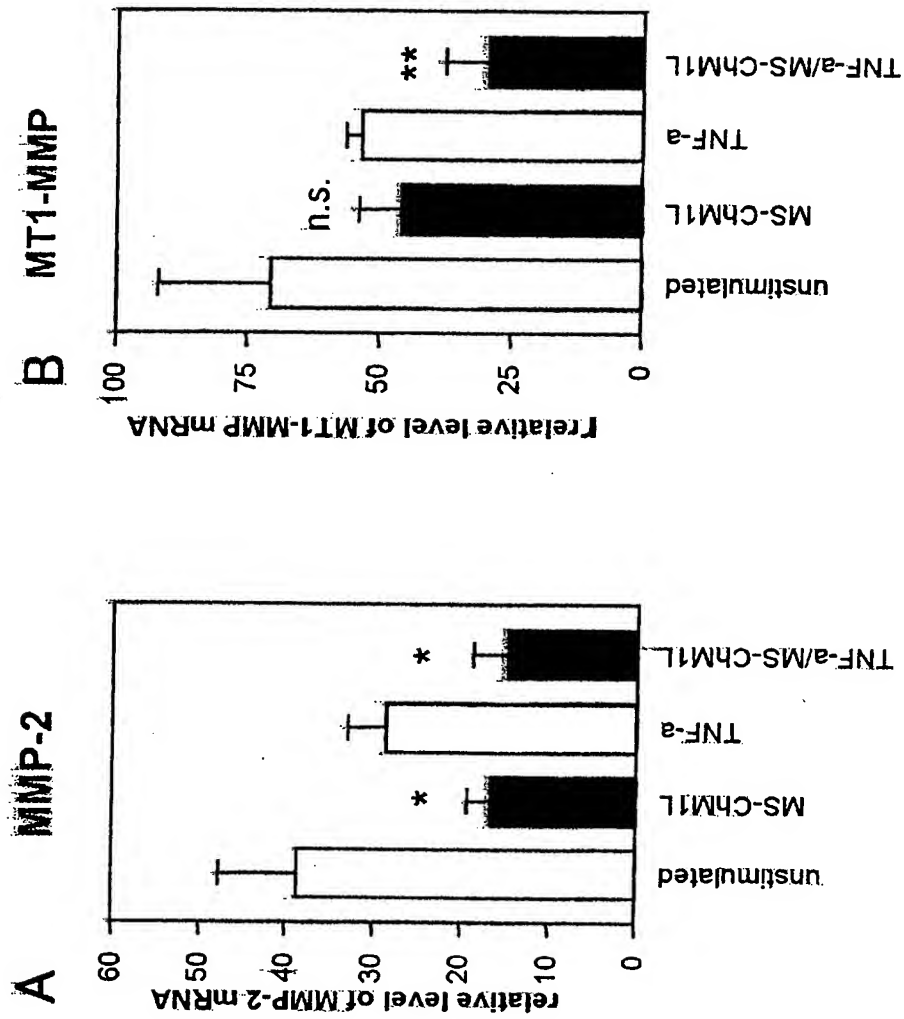 A
MMP-2
relative level of MMP-2 mRNA
60
50
40
30
20
10
0
*
*
unstimulated
MS-ChM1L
TNF-a
TNF-a/MS-ChM1L
B
MT1-MMP
relative level of MT1-MMP mRNA
100
75
50
25
0
n.s.
**
unstimulated
MS-ChM1L
TNF-a
TNF-a/MS-ChM1L